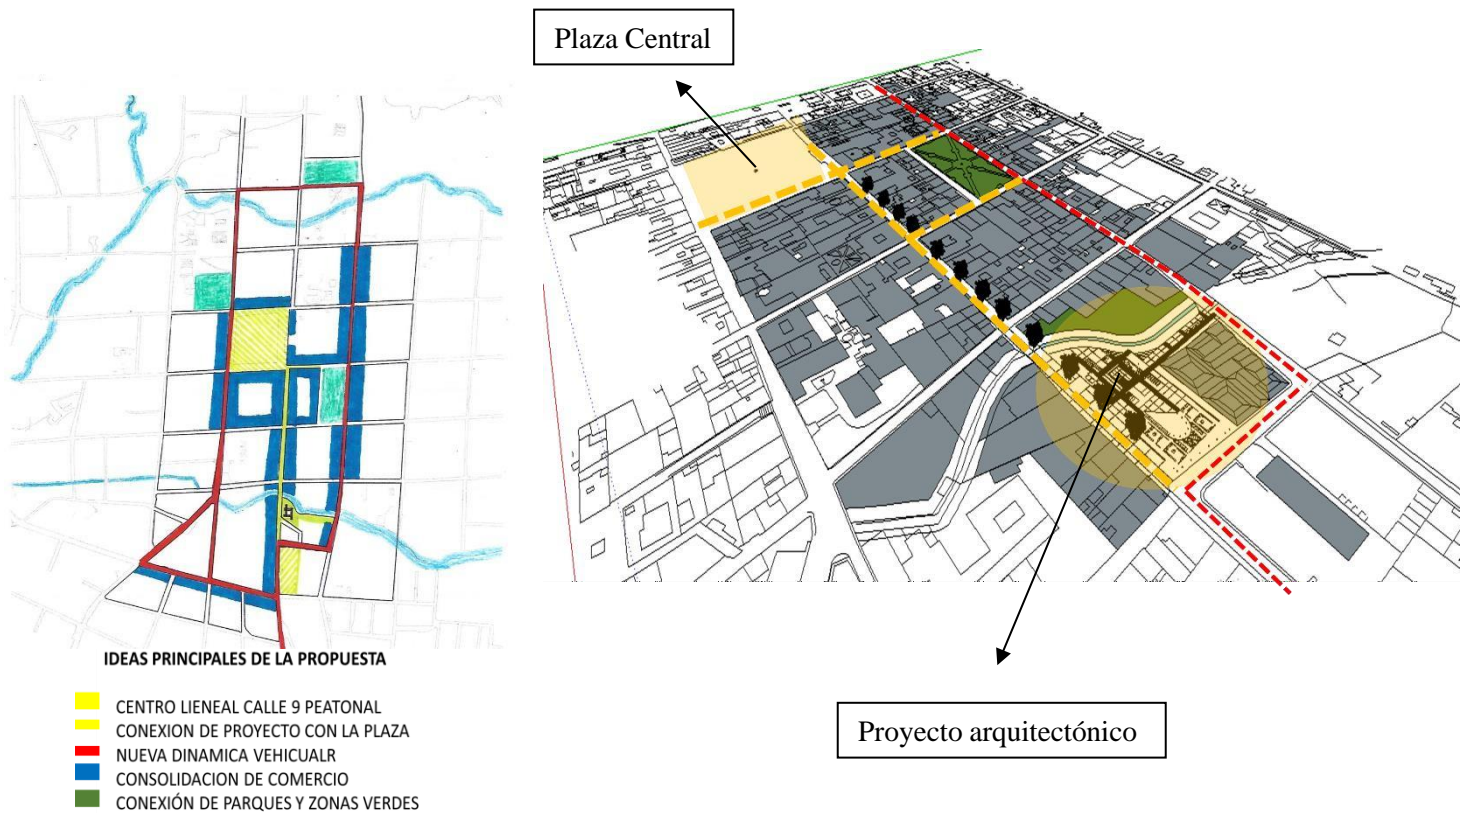 Plaza Central
IDEAS PRINCIPALES DE LA PROPUESTA
CENTRO LIENEAL CALLE 9 PEATONAL
CONEXION DE PROYECTO CON LA PLAZA
NUEVA DINAMICA VEHICUALR
CONSOLIDACION DE COMERCIO
CONEXIÓN DE PARQUES Y ZONAS VERDES
Proyecto arquitectónico